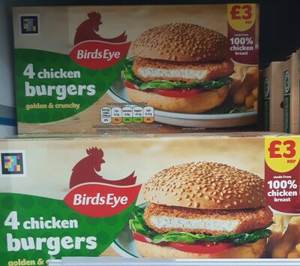 BirdsEye
£3
made from
100%
chicken
breast
4 chicken
burgers
golden & crunchy
BirdsEye
£3
made from
100%
chicken
breast
4 chicken
burgers
golden &